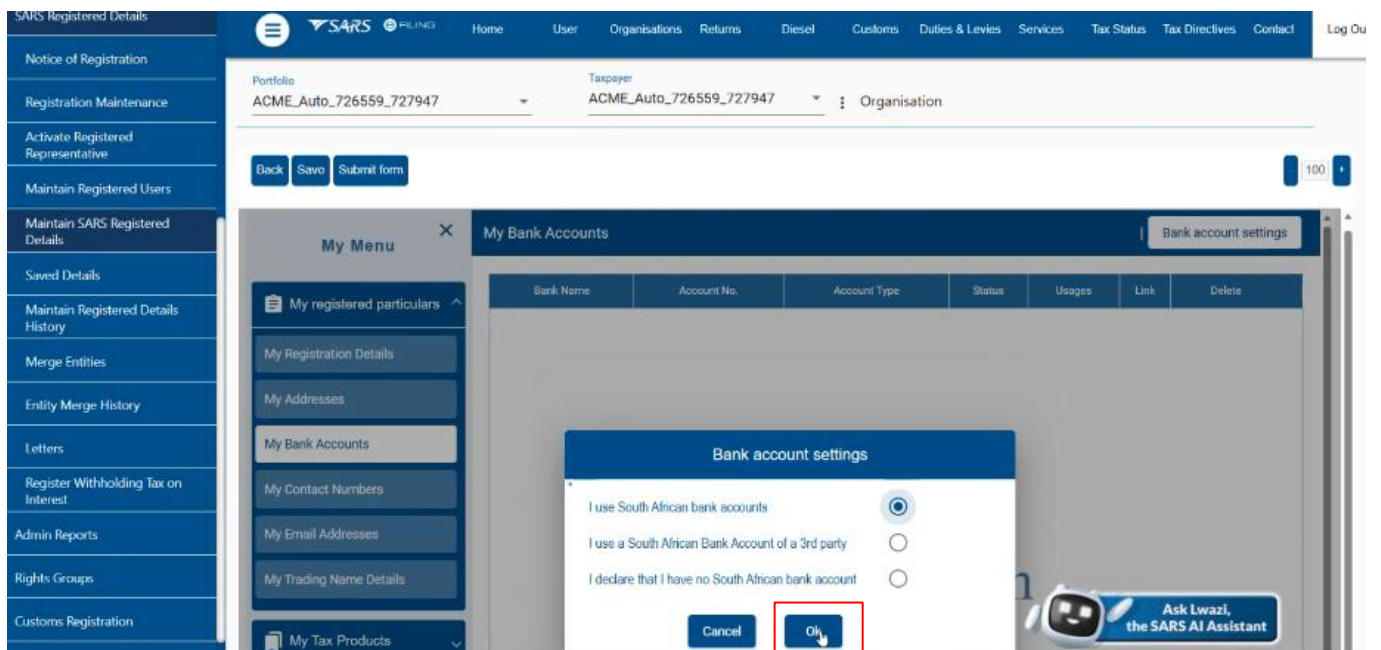 SARS Registered Details
Notice of Registration
Registration Maintenance
Activate Registered
Representative
Maintain Registered Users
Maintain SARS Registered
Details
Saved Details
Maintain Registered Details
History
Merge Entities
Entity Merge History
Letters
Register Withholding Tax on
Interest
Admin Reports
Rights Groups
Customs Registration
SARS eFILING
Home User Organisations Returns Diesel Customs Duties & Levies Services Tax Status Tax Directives Contact Log Ou
Portfolio Taxpayer
ACME_Auto_726559_727947 ACME_Auto_726559_727947 Organisation
Back Save Submit form 100 +
My Menu
My registered particulars
My Registration Details
My Addresses
My Bank Accounts
My Contact Numbers
My Email Addresses
My Trading Name Details
My Tax Products
My Bank Accounts | Bank account settings
Bank Name Account No. Account Type Status Usages Link Delete
Bank account settings
I use South African bank accounts
I use a South African Bank Account of a 3rd party
I declare that I have no South African bank account
Cancel Ok
Ask Lwazi,
the SARS AI Assistant